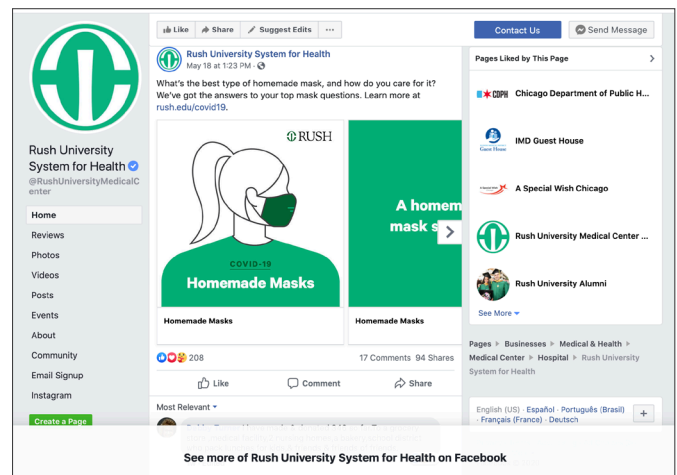 Like
Share
Suggest Edits
...
Contact Us
Send Message
Rush University
System for Health
@RushUniversityMedicalC
enter
Home
Reviews
Photos
Videos
Posts
Events
About
Community
Email Signup
Instagram
Create a Page
Rush University System for Health
May 18 at 1:23 PM ·
What's the best type of homemade mask, and how do you care for it?
We've got the answers to your top mask questions. Learn more at
rush.edu/covid19.
RUSH
COVID-19
Homemade Masks
A homem
mask s
Homemade Masks
Homemade Masks
208
17 Comments 94 Shares
Like
Comment
Share
Most Relevant
Pages Liked by This Page
CDPH Chicago Department of Public H...
Guest House
IMD Guest House
A Special Wish Chicago
Rush University Medical Center ...
Rush University Alumni
See More
Pages Businesses Medical & Health
Medical Center Hospital Rush University
System for Health
English (US) · Español · Português (Brasil)
· Français (France) · Deutsch
+
See more of Rush University System for Health on Facebook